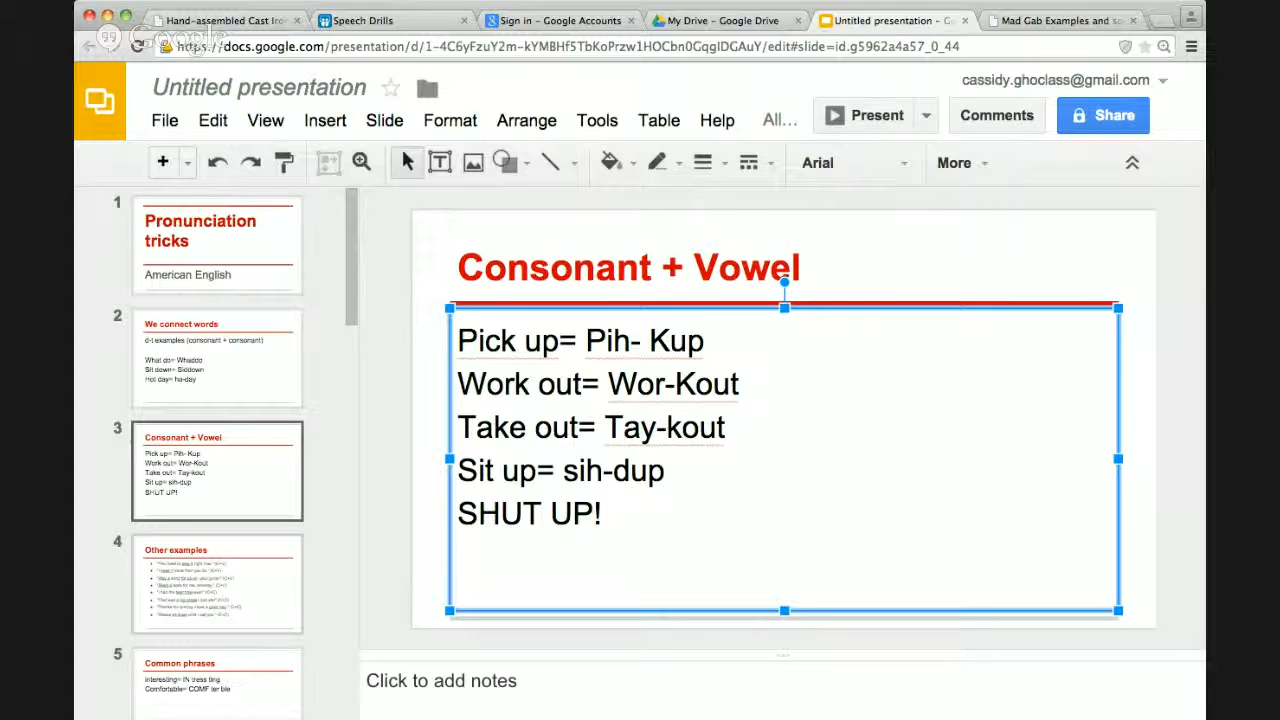 Hand-assembled Cast Iron
Speech Drills
Sign in – Google Accounts
My Drive – Google Drive
Untitled presentation – G
Mad Gab Examples and s
Google
https://docs.google.com/presentation/d/1-4C6yFzuY2m-kYMBHf5TbKoPrzw1HOCbn0GqgIDGAuY/edit#slide=id.g5962a4a57_0_44
Untitled presentation
cassidy.ghoclass@gmail.com
File Edit View Insert Slide Format Arrange Tools Table Help All...
Present
Comments
Share
Arial
More
1
Pronunciation
tricks
American English
2
We connect words
d-t examples (consonant + consonant)
What do= Whaddo
Sit down= Siddown
Hot day= ha-day
3
Consonant + Vowel
Pick up= Pih- Kup
Work out= Wor-Kout
Take out= Tay-kout
Sit up= sih-dup
SHUT UP!
4
Other examples
5
Common phrases
Interesting= IN tress ting
Comfortable= COMF ter ble
Consonant + Vowel
Pick up= Pih- Kup
Work out= Wor-Kout
Take out= Tay-kout
Sit up= sih-dup
SHUT UP!
Click to add notes